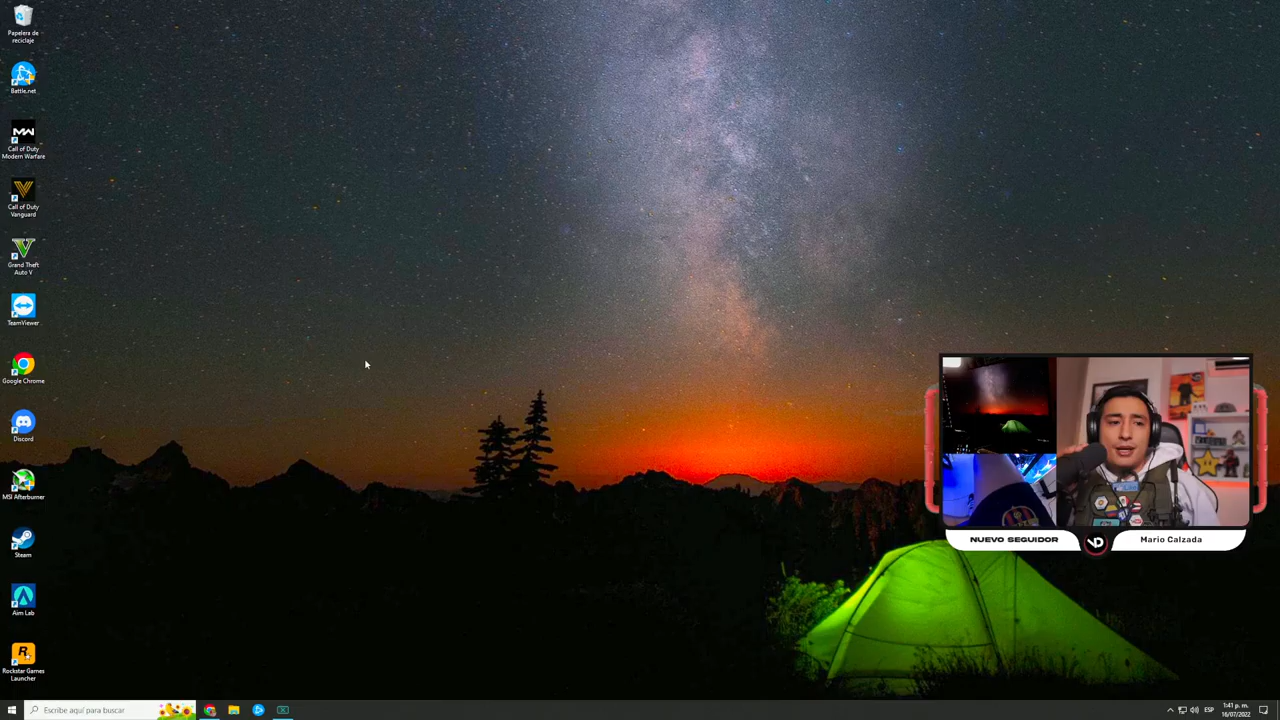 Papelera de
reciclaje
Battle.net
Call of Duty
Modern Warfare
Call of Duty
Vanguard
Grand Theft
Auto V
TeamViewer
Google Chrome
Discord
MSI Afterburner
Steam
Aim Lab
Rockstar Games
Launcher
NUEVO SEGUIDOR
Mario Calzada
Escribe aquí para buscar
ESP
1:41 p. m.
16/07/2022